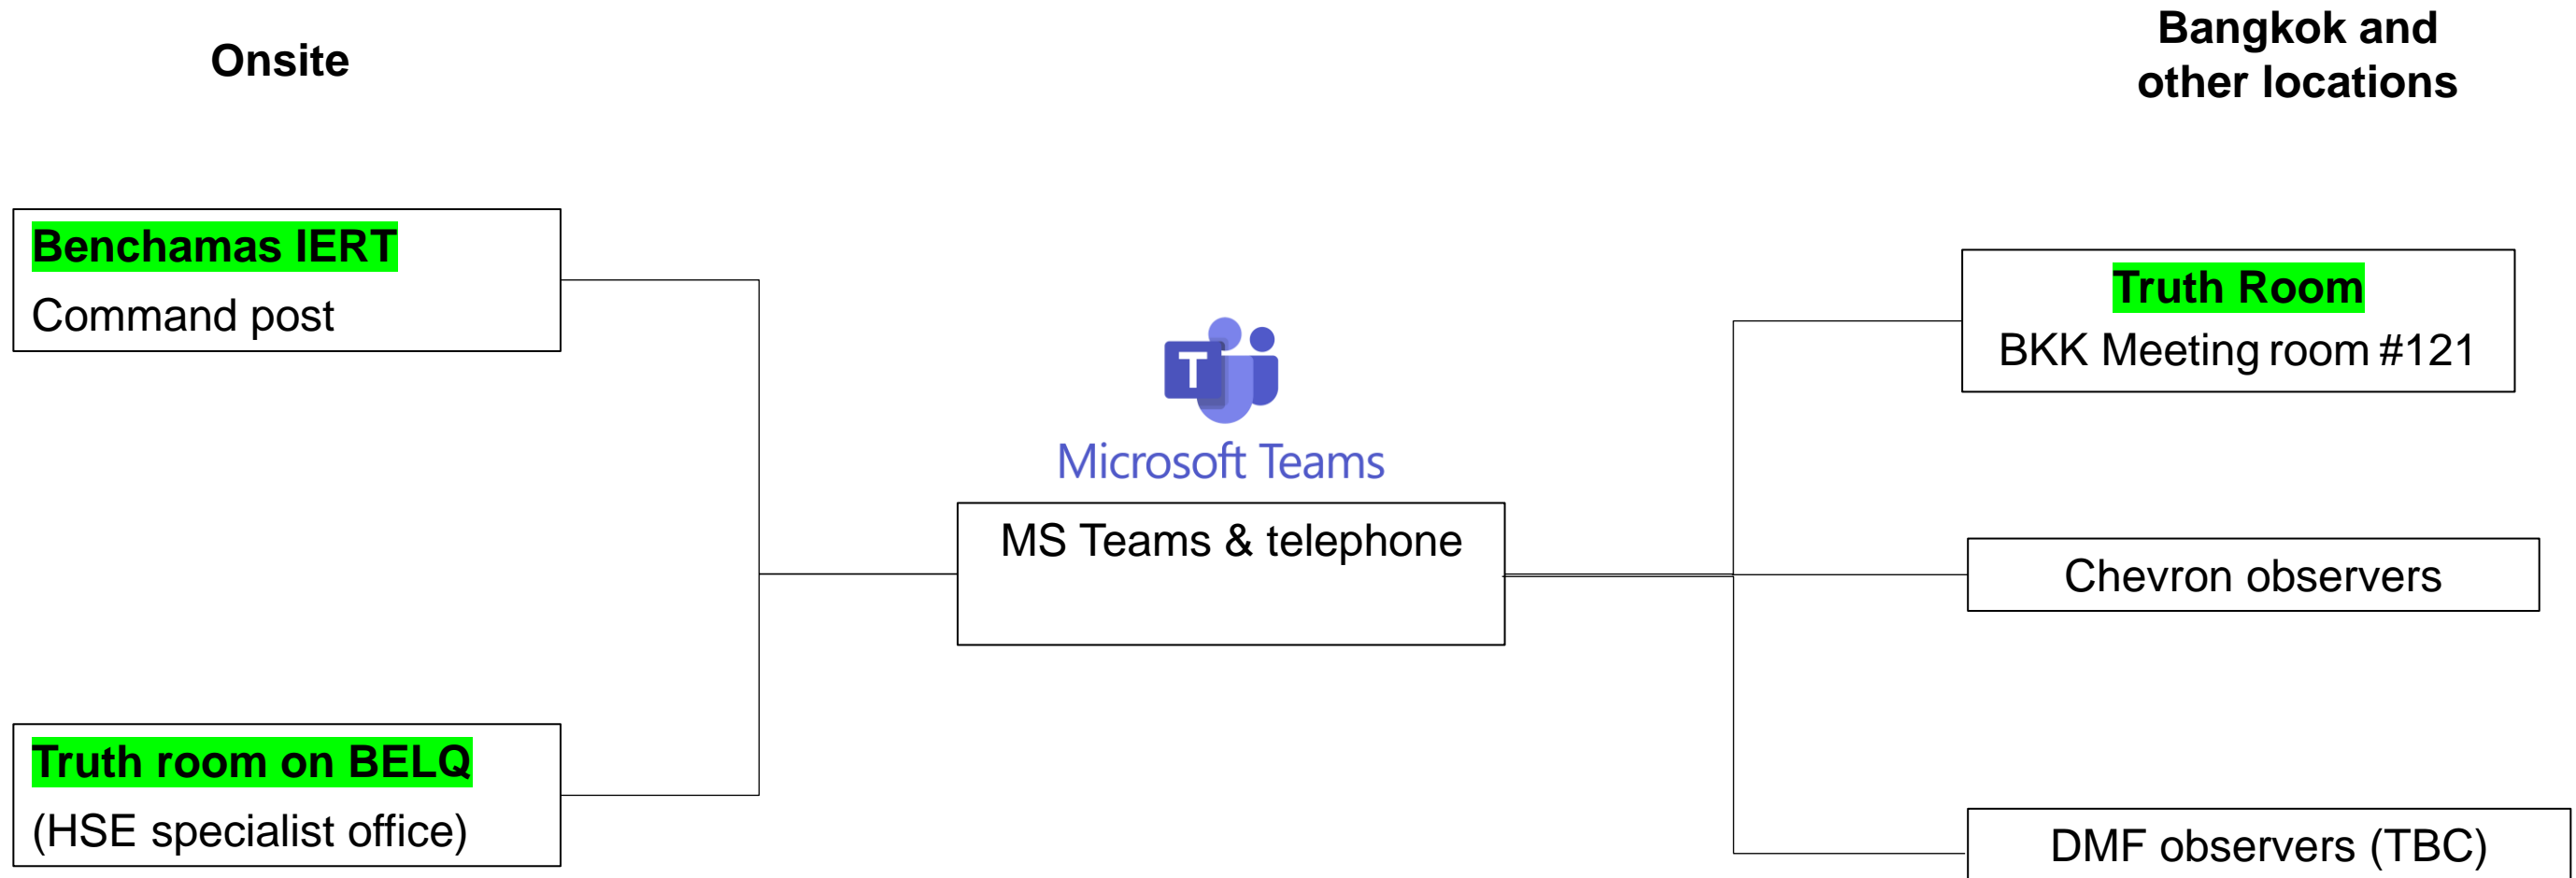 Onsite
Bangkok and
other locations
Benchamas IERT
Command post
Truth Room
BKK Meeting room #121
T
Microsoft Teams
MS Teams & telephone
Chevron observers
Truth room on BELQ
(HSE specialist office)
DMF observers (TBC)